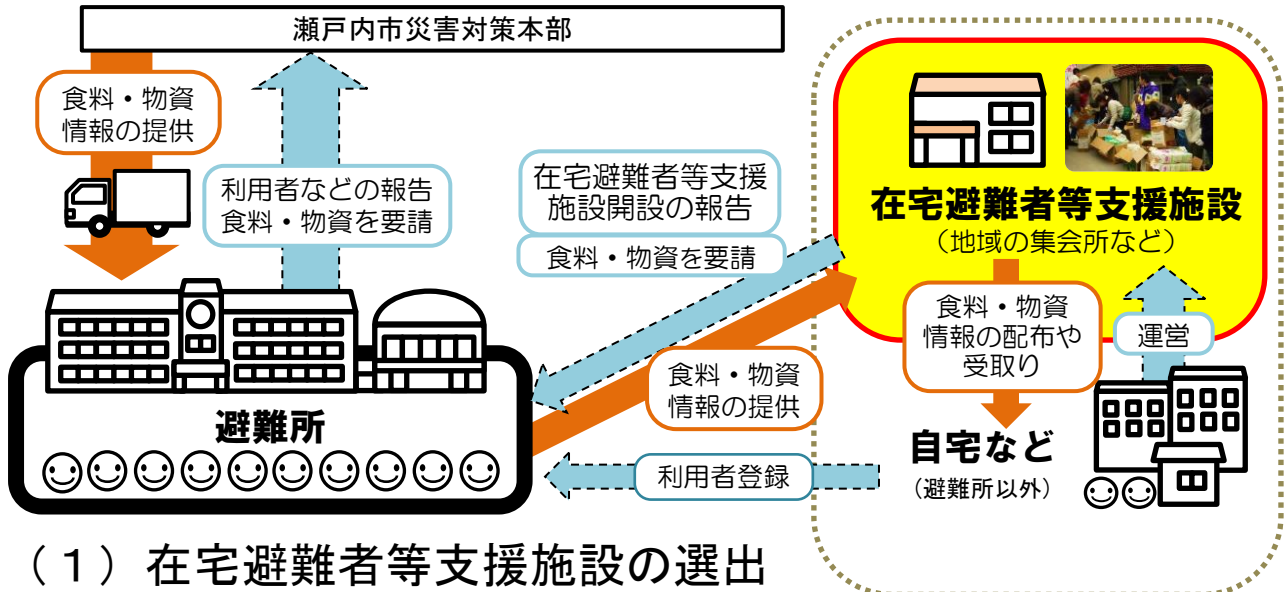 瀬戸内市災害対策本部
食料・物資
情報の提供
利用者などの報告
食料・物資を要請
在宅避難者等支援
施設開設の報告
食料・物資を要請
在宅避難者等支援施設
（地域の集会所など）
食料・物資
情報の配布や
受取り
運営
食料・物資
情報の提供
避難所
自宅など
（避難所以外）
利用者登録
（１）在宅避難者等支援施設の選出